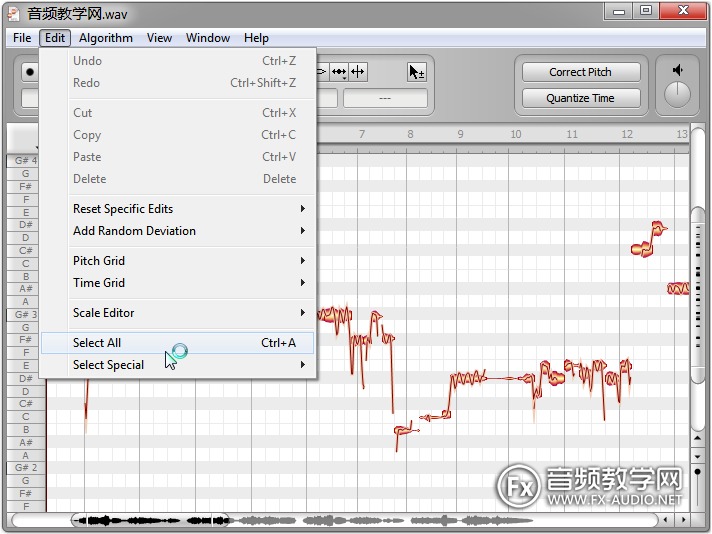 音频教学网.wav
File Edit Algorithm View Window Help
Undo Ctrl+Z
Redo Ctrl+Shift+Z
Cut Ctrl+X
Copy Ctrl+C
Paste Ctrl+V
Delete Delete
Reset Specific Edits
Add Random Deviation
Pitch Grid
Time Grid
Scale Editor
Select All Ctrl+A
Select Special
Correct Pitch
Quantize Time
---
7 8 9 10 11 12 13
G# 4
G
F#
F
E
D#
D
C#
C
B
A#
A
G# 3
G
F#
F
E
D#
D
C#
C
B
A#
A
G# 2
G
F#
F
Fx 音频教学网
WWW.FX-AUDIO.NET